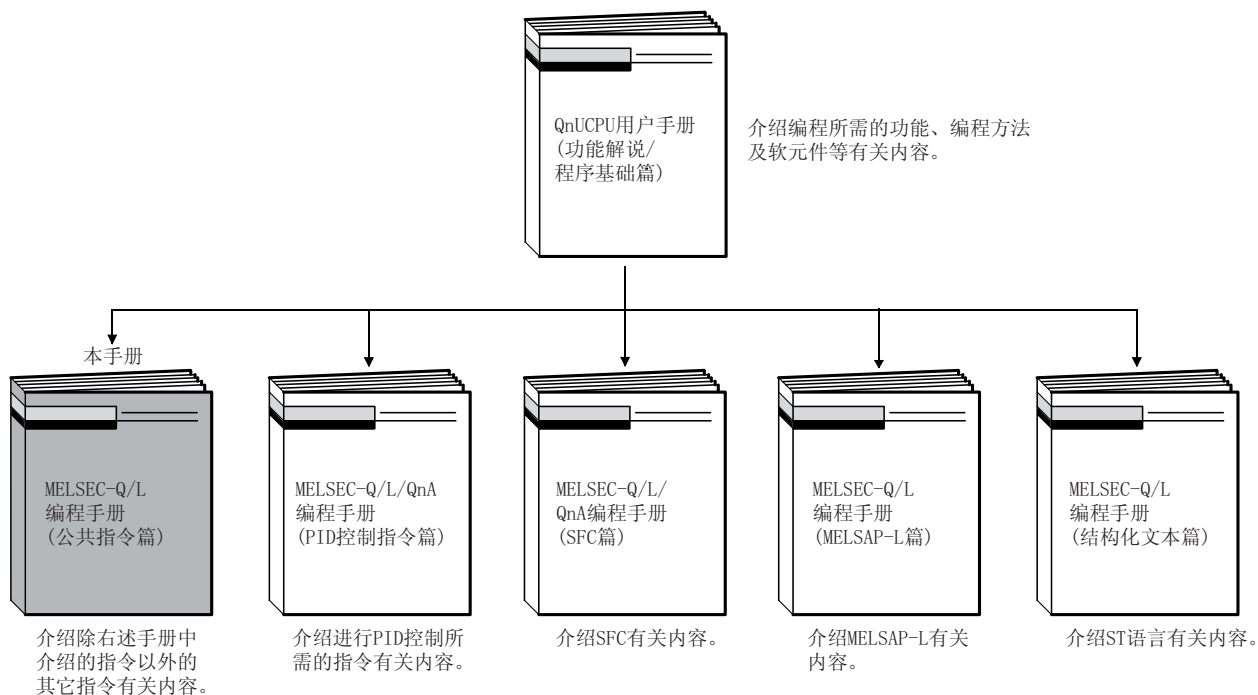 QnUCPU用户手册
(功能解说/
程序基础篇)
介绍编程所需的功能、编程方法
及软元件等有关内容。
本手册
MELSEC-Q/L
编程手册
(公共指令篇)
MELSEC-Q/L/QnA
编程手册
(PID控制指令篇)
MELSEC-Q/L/
QnA编程手册
(SFC篇)
MELSEC-Q/L
编程手册
(MELSAP-L篇)
MELSEC-Q/L
编程手册
(结构化文本篇)
介绍除右述手册中
介绍的指令以外的
其它指令有关内容。
介绍进行PID控制所
需的指令有关内容。
介绍SFC有关内容。
介绍MELSAP-L有关
内容。
介绍ST语言有关内容。